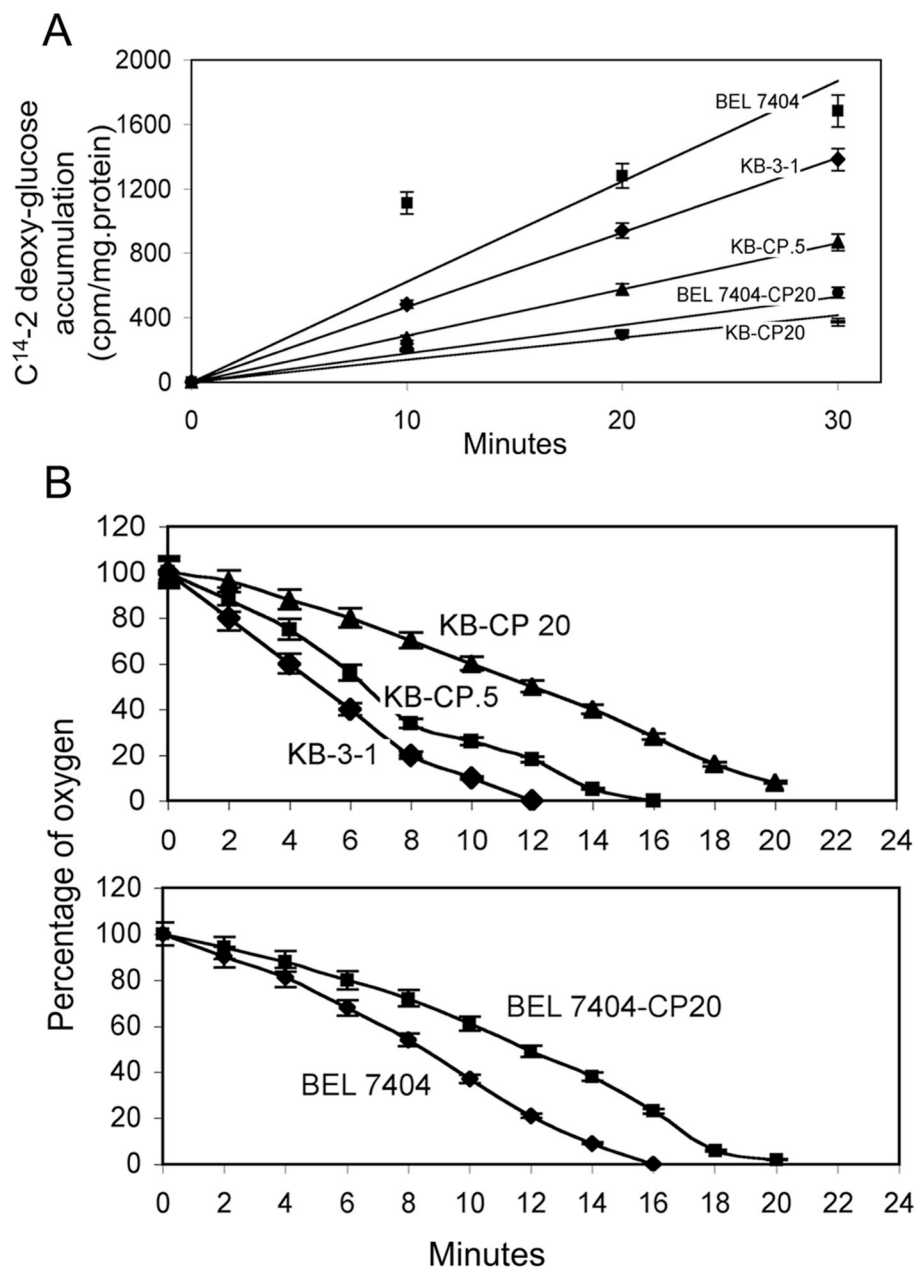 A
C¹⁴-2 deoxy-glucose
accumulation
(cpm/mg.protein)
2000
1600
1200
800
400
0
BEL 7404
KB-3-1
KB-CP.5
BEL 7404-CP20
KB-CP20
0 10 20 30
Minutes
B
Percentage of oxygen
120
100
80
60
40
20
0
KB-CP 20
KB-CP.5
KB-3-1
0 2 4 6 8 10 12 14 16 18 20 22 24
120
100
80
60
40
20
0
BEL 7404-CP20
BEL 7404
0 2 4 6 8 10 12 14 16 18 20 22 24
Minutes